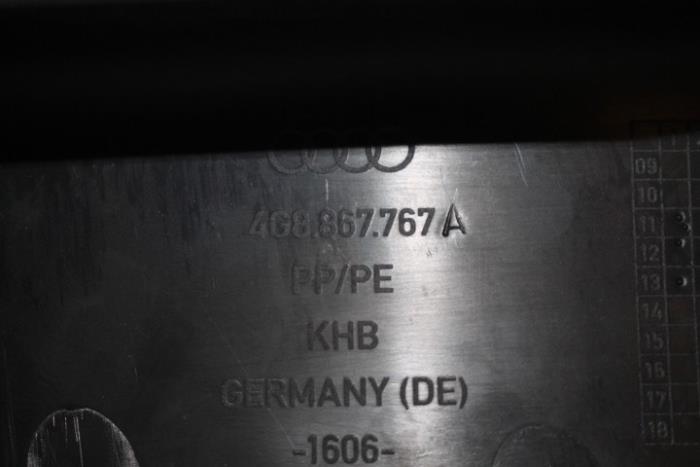 4G8.867.767 A
PP/PE
KHB
GERMANY (DE)
-1606-
09
10
11
12
13
14
15
16
17
18